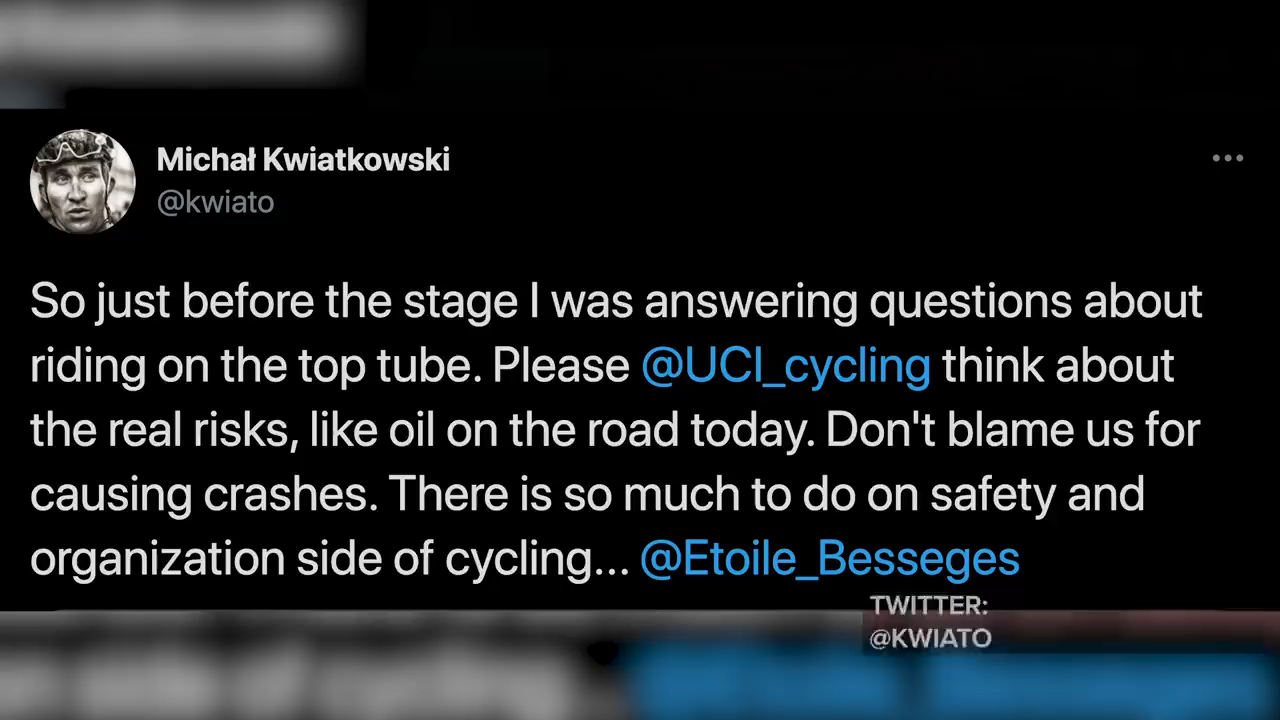 Michał Kwiatkowski
@kwiato
So just before the stage I was answering questions about
riding on the top tube. Please @UCI_cycling think about
the real risks, like oil on the road today. Don't blame us for
causing crashes. There is so much to do on safety and
organization side of cycling... @Etoile_Besseges
TWITTER:
@KWIATO